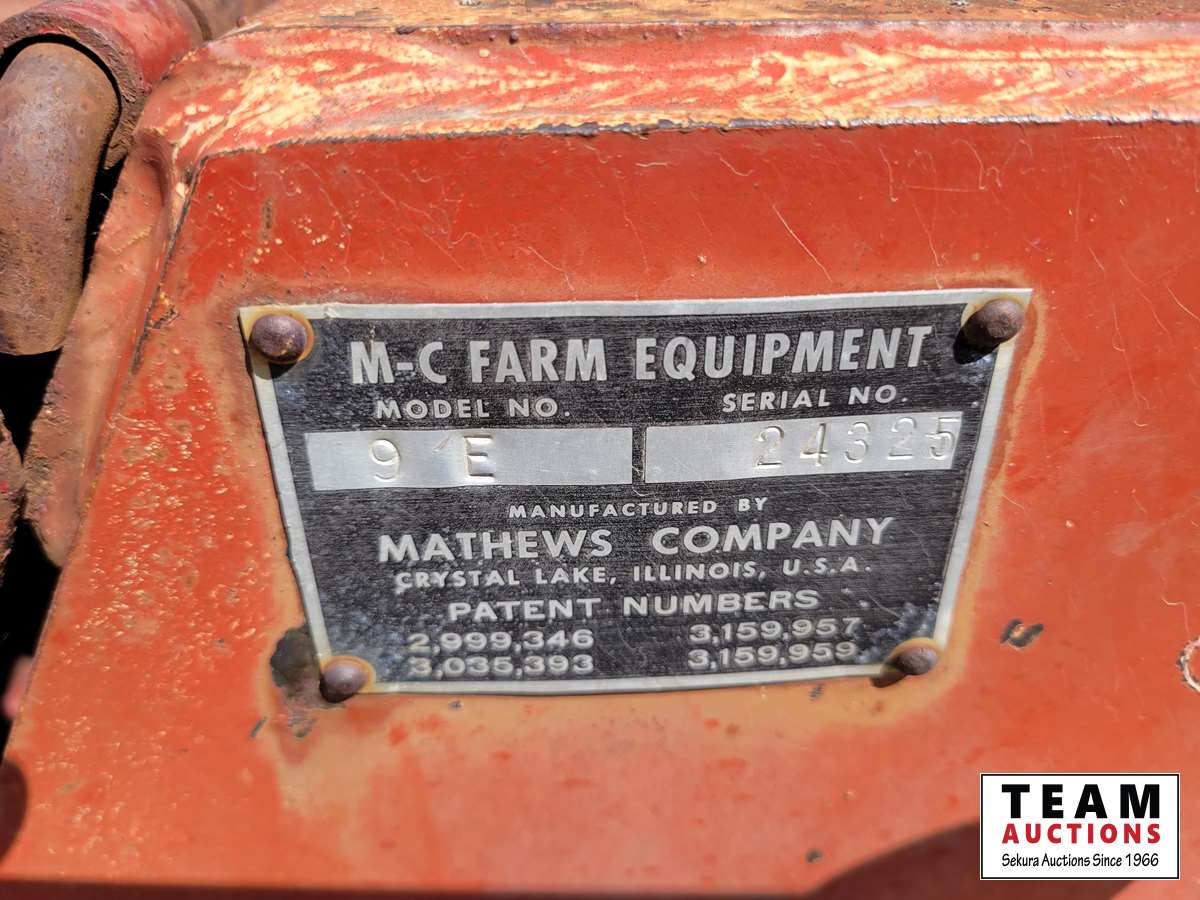 M-C FARM EQUIPMENT
MODEL NO. SERIAL NO.
9 E 24325
MANUFACTURED BY
MATHEWS COMPANY
CRYSTAL LAKE, ILLINOIS, U.S.A.
PATENT NUMBERS
2,999,346 3,159,957
3,035,393 3,159,959
TEAM
AUCTIONS
Sekura Auctions Since 1966